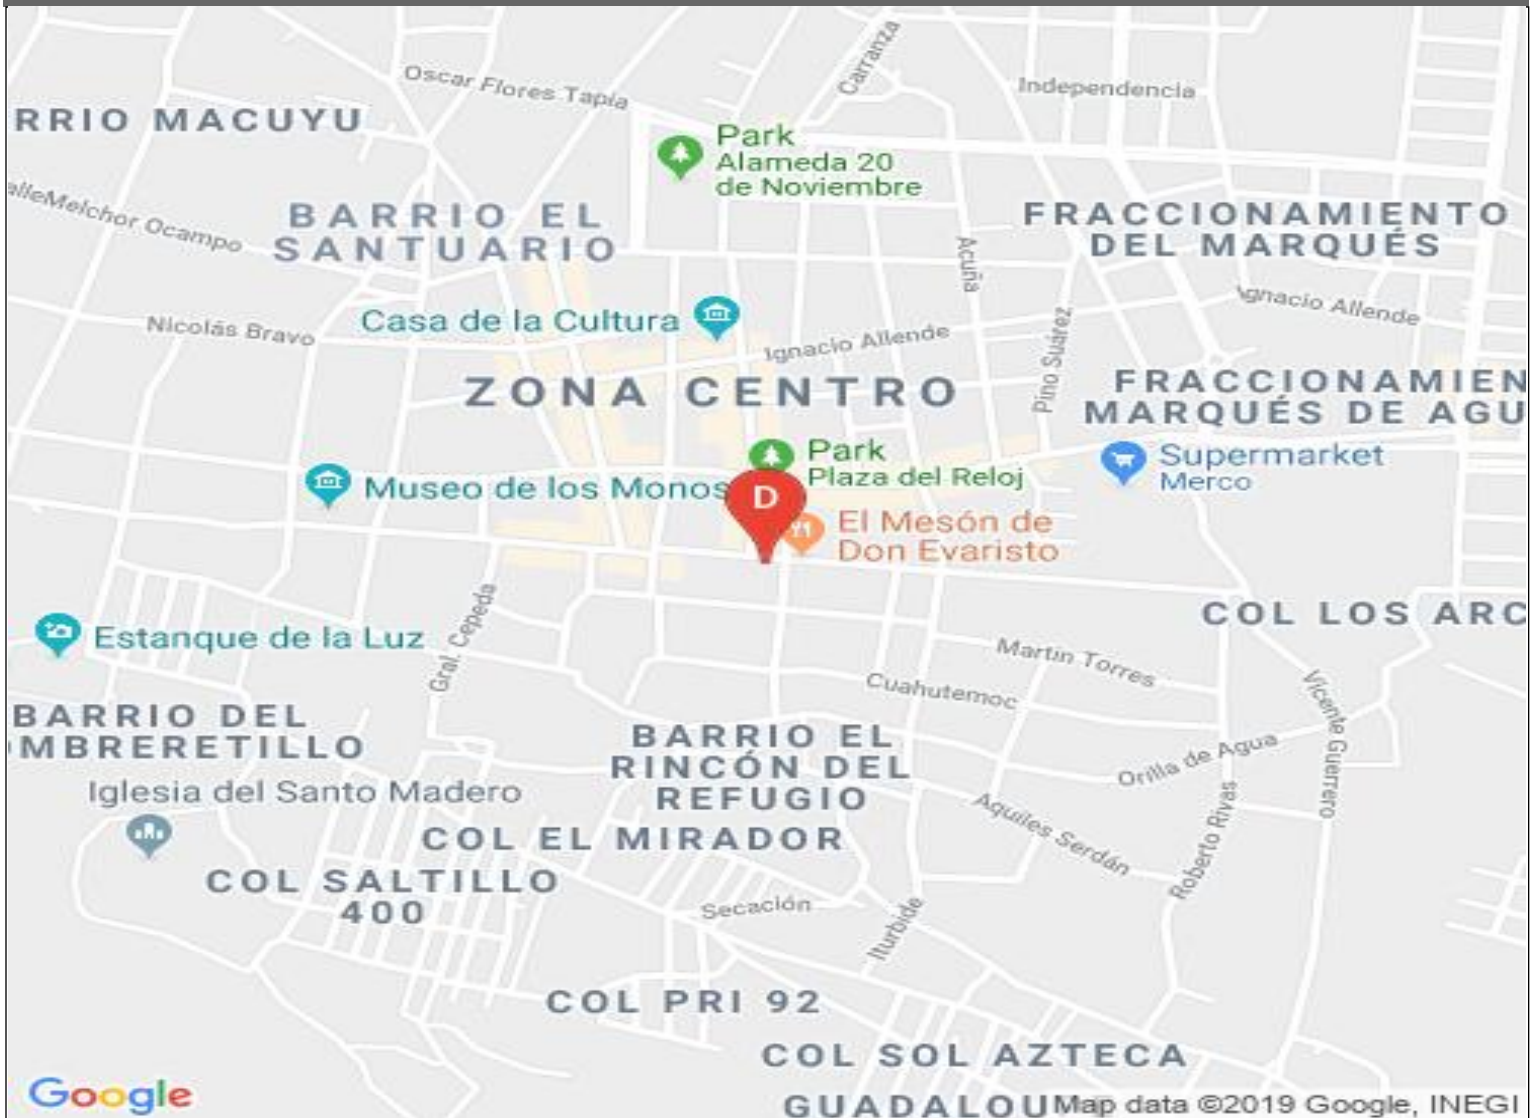 Carranza
Oscar Flores Tapia
Independencia
RRIO MACUYU
Park
Alameda 20
de Noviembre
alleMelchor Ocampo
BARRIO EL
SANTUARIO
FRACCIONAMIENTO
DEL MARQUÉS
Acuña
Ignacio Allende
Casa de la Cultura
Nicolás Bravo
Ignacio Allende
Pino Suárez
ZONA CENTRO
FRACCIONAMIEN
MARQUÉS DE AGU
Park
Plaza del Reloj
Supermarket
Merco
Museo de los Monos
D
El Mesón de
Don Evaristo
Gral. Cepeda
COL LOS ARC
Estanque de la Luz
Martin Torres
Cuahutemoc
Vicente Guerrero
BARRIO DEL
OMBRERETILLO
BARRIO EL
RINCÓN DEL
REFUGIO
Orilla de Agua
Iglesia del Santo Madero
Aquiles Serdán
Roberto Rivas
COL EL MIRADOR
COL SALTILLO
400
Secación
Iturbide
COL PRI 92
COL SOL AZTECA
Google
GUADALOU
Map data ©2019 Google, INEGI